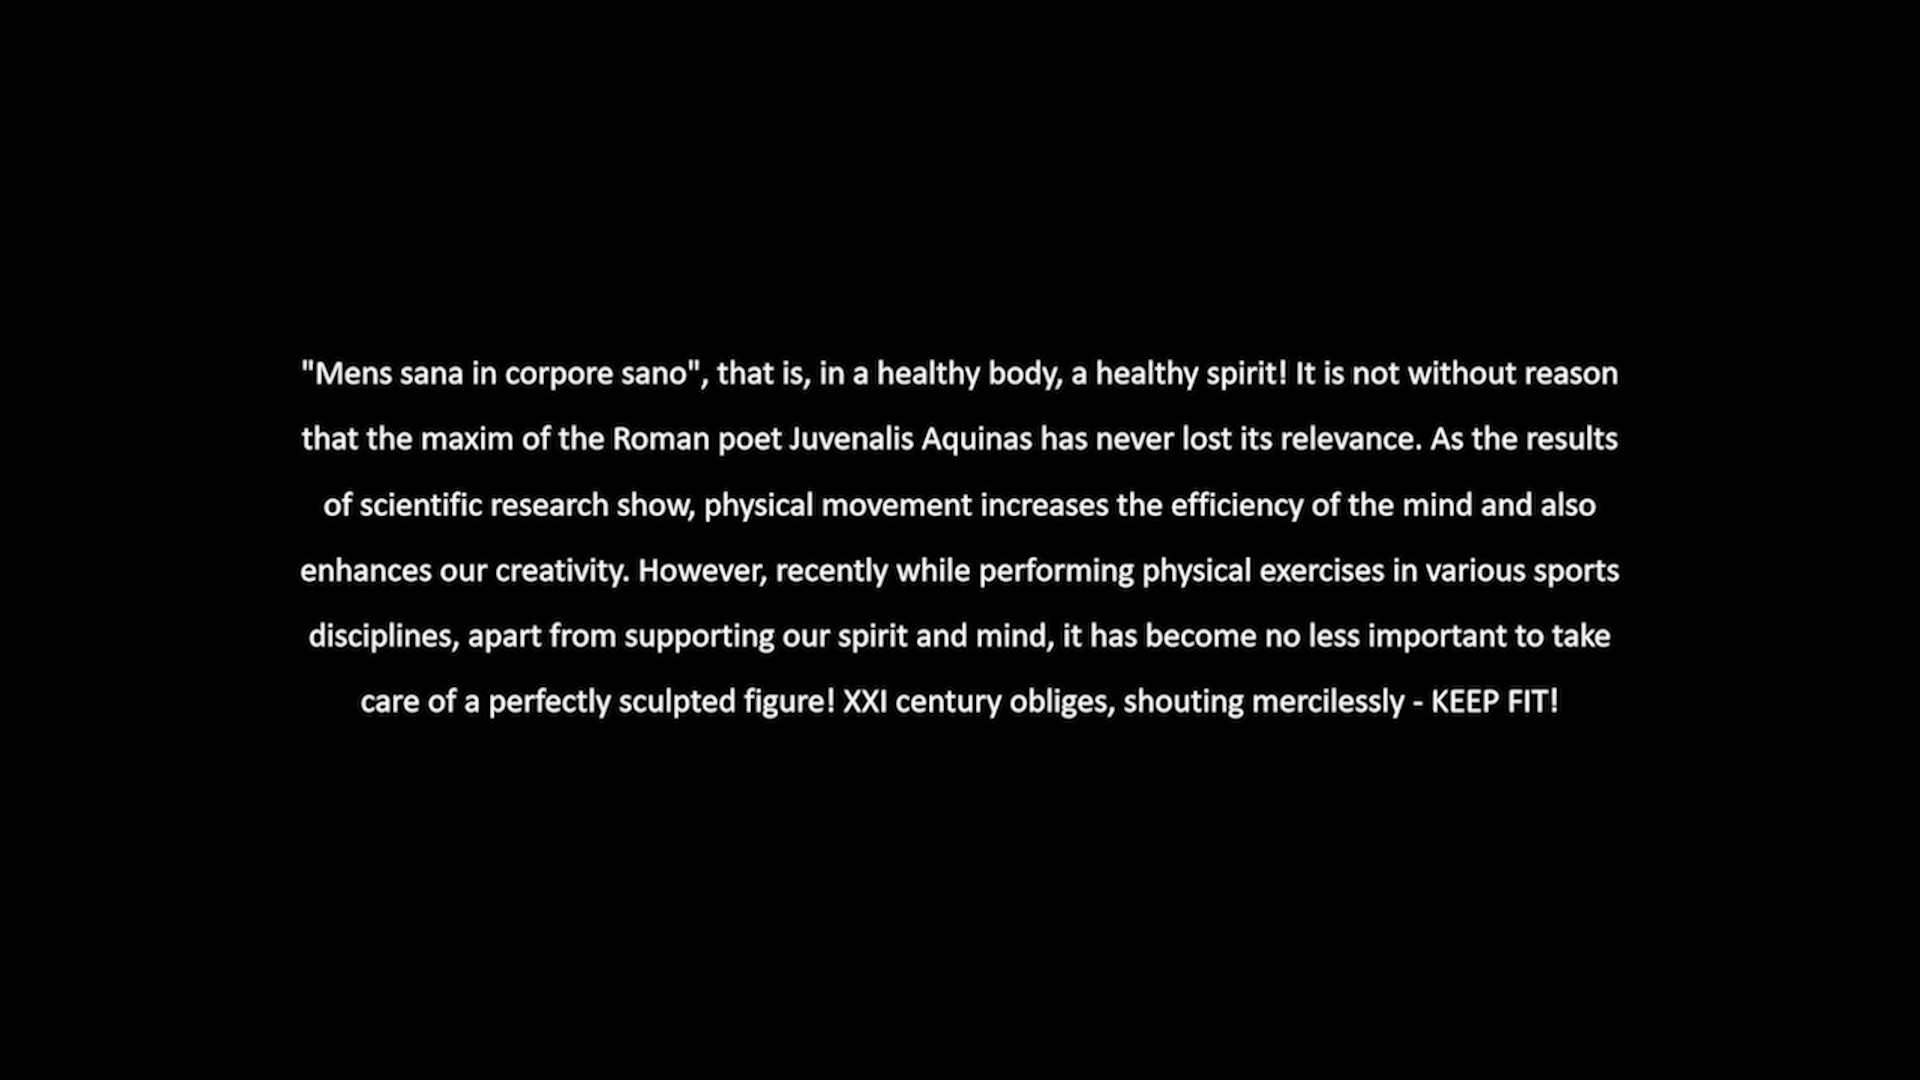 "Mens sana in corpore sano", that is, in a healthy body, a healthy spirit! It is not without reason
that the maxim of the Roman poet Juvenalis Aquinas has never lost its relevance. As the results
of scientific research show, physical movement increases the efficiency of the mind and also
enhances our creativity. However, recently while performing physical exercises in various sports
disciplines, apart from supporting our spirit and mind, it has become no less important to take
care of a perfectly sculpted figure! XXI century obliges, shouting mercilessly - KEEP FIT!